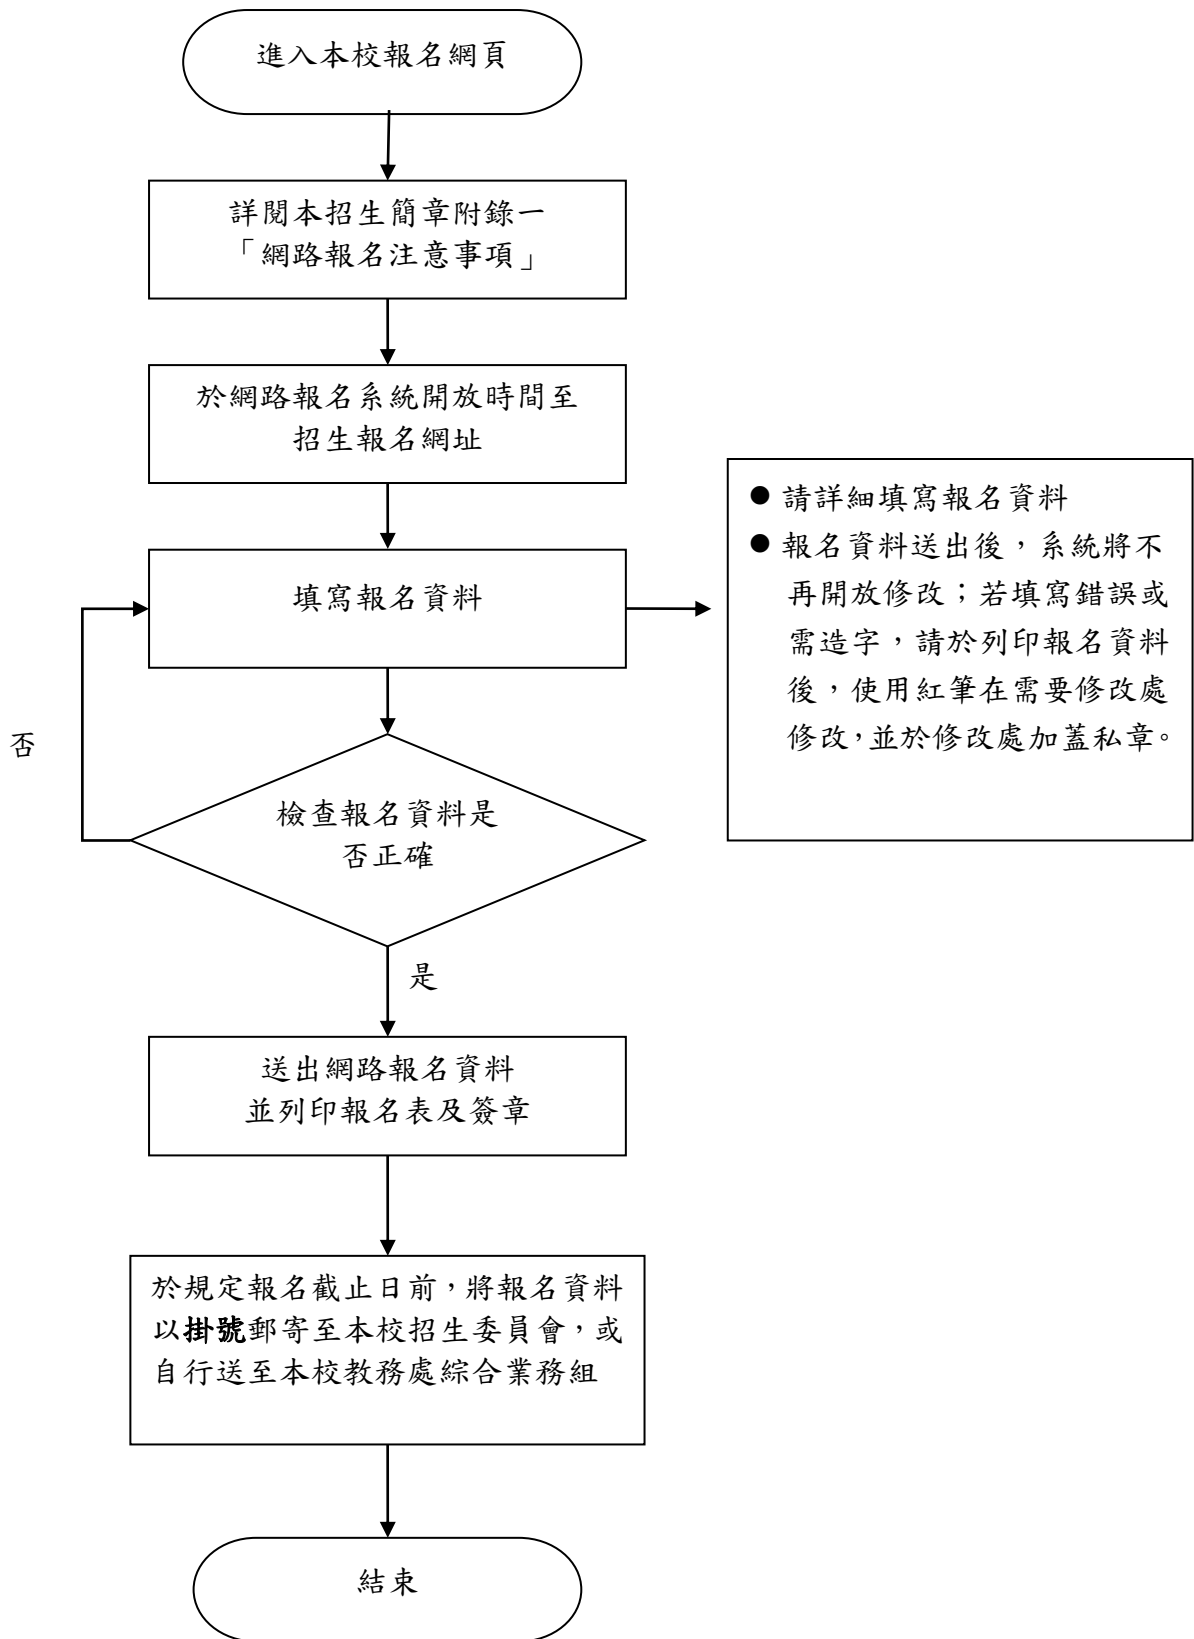 進入本校報名網頁
詳閱本招生簡章附錄一
「網路報名注意事項」
於網路報名系統開放時間至
招生報名網址
● 請詳細填寫報名資料
● 報名資料送出後，系統將不
再開放修改；若填寫錯誤或
需造字，請於列印報名資料
後，使用紅筆在需要修改處
修改，並於修改處加蓋私章。
填寫報名資料
否
檢查報名資料是
否正確
是
送出網路報名資料
並列印報名表及簽章
於規定報名截止日前，將報名資料
以掛號郵寄至本校招生委員會，或
自行送至本校教務處綜合業務組
結束